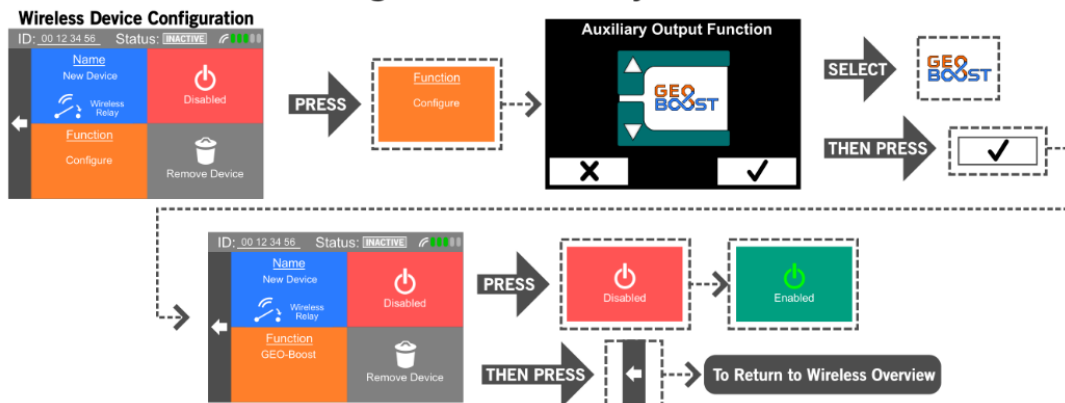 Wireless Device Configuration
ID: 00 12 34 56 Status: INACTIVE
Name
New Device
Wireless
Relay
Disabled
Function
Configure
Remove Device
PRESS
Function
Configure
Auxiliary Output Function
GEO
BOOST
SELECT
GEO
BOOST
THEN PRESS
ID: 00 12 34 56 Status: INACTIVE
Name
New Device
Wireless
Relay
Disabled
Function
GEO-Boost
Remove Device
PRESS
Disabled
Enabled
THEN PRESS
To Return to Wireless Overview